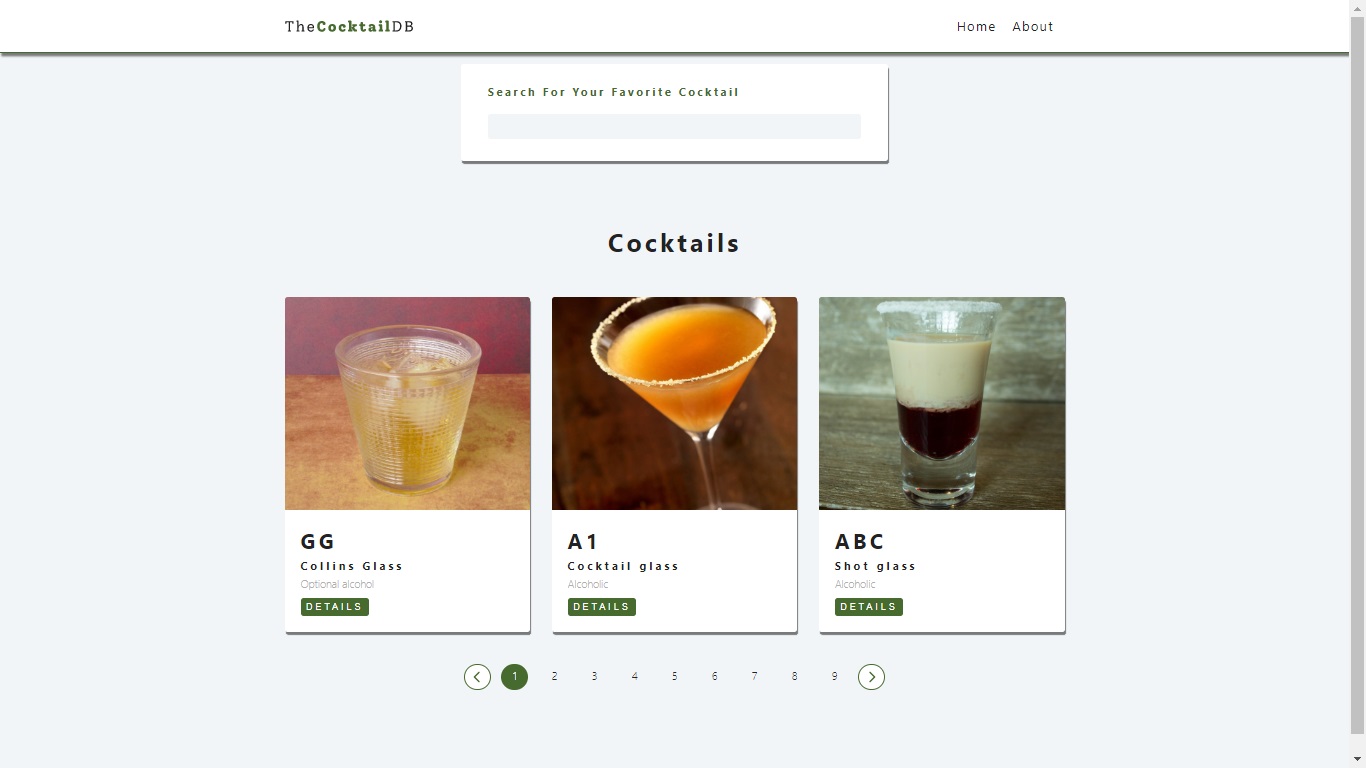 TheCocktailDB
Home About
Search For Your Favorite Cocktail
Cocktails
GG
Collins Glass
Optional alcohol
DETAILS
A1
Cocktail glass
Alcoholic
DETAILS
ABC
Shot glass
Alcoholic
DETAILS
1 2 3 4 5 6 7 8 9